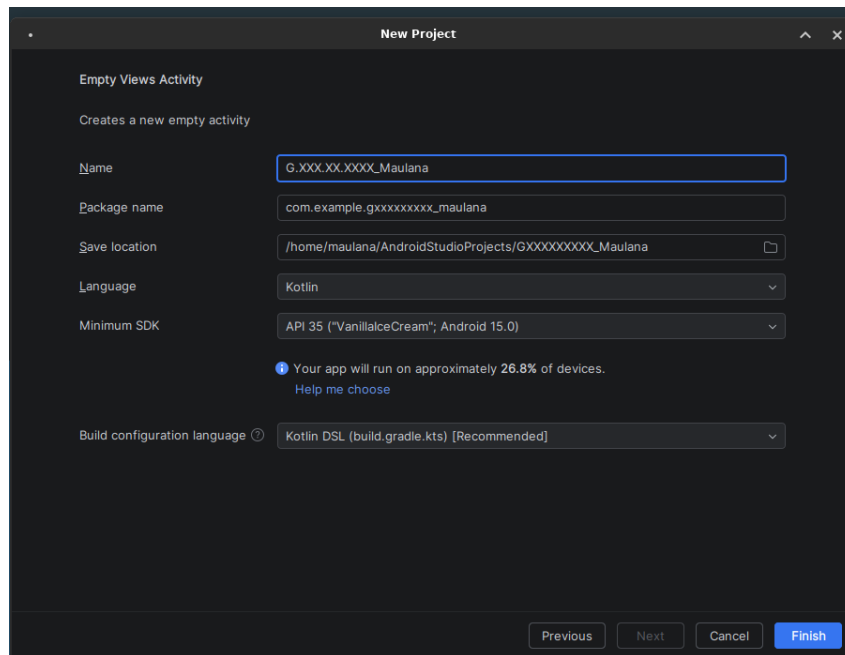 New Project
Empty Views Activity
Creates a new empty activity
Name G.XXX.XX.XXXX_Maulana
Package name com.example.gxxxxxxxxx_maulana
Save location /home/maulana/AndroidStudioProjects/GXXXXXXXXX_Maulana
Language Kotlin
Minimum SDK API 35 ("VanillaIceCream"; Android 15.0)
Your app will run on approximately 26.8% of devices.
Help me choose
Build configuration language Kotlin DSL (build.gradle.kts) [Recommended]
Previous Next Cancel Finish